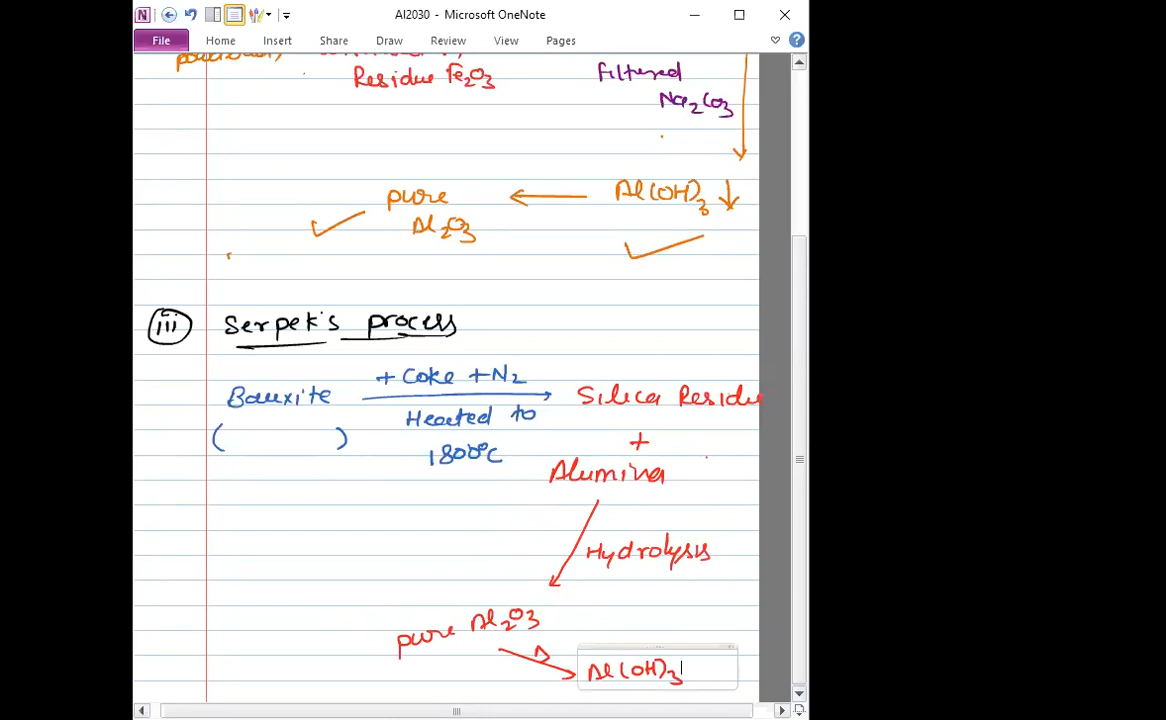 AI2030 - Microsoft OneNote
File Home Insert Share Draw Review View Pages
Residue Fe2O3
Filtered
Na2CO3
pure
Al2O3
Al(OH)3
iii Serpek's process
Bauxite
+ Coke + N2
Heated to
1800°C
Silica Residue
+
Alumina
( )
Hydrolysis
pure Al2O3
Δ
Al(OH)3